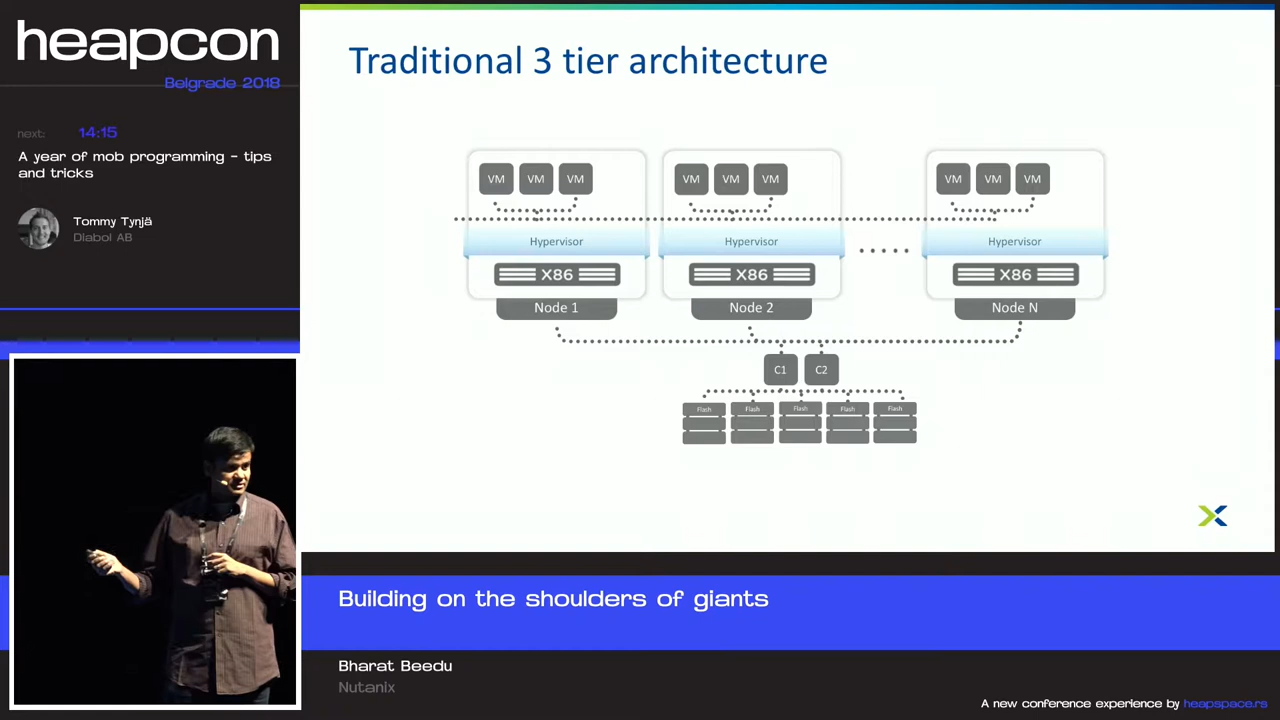 heapcon
Belgrade 2018
next: 14:15
A year of mob programming - tips
and tricks
Tommy Tynjä
Diabol AB
Traditional 3 tier architecture
VM VM VM VM VM VM VM VM VM
Hypervisor Hypervisor Hypervisor
X86 X86 X86
Node 1 Node 2 Node N
C1 C2
Flash Flash Flash Flash Flash
Building on the shoulders of giants
Bharat Beedu
Nutanix
A new conference experience by heapspace.rs